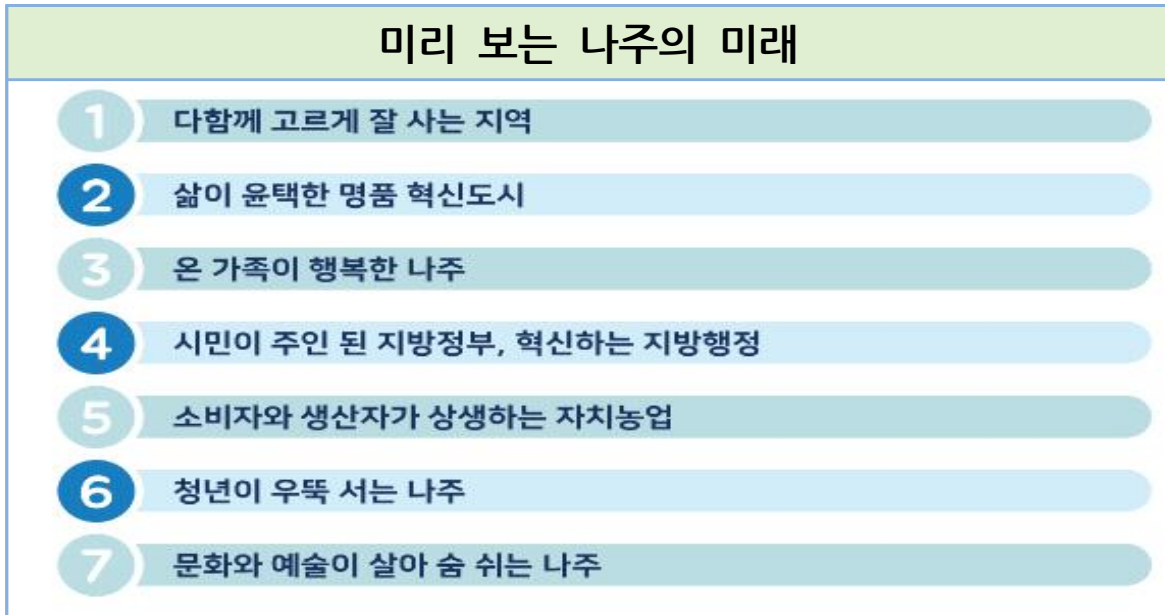 미리 보는 나주의 미래
1 다함께 고르게 잘 사는 지역
2 삶이 윤택한 명품 혁신도시
3 온 가족이 행복한 나주
4 시민이 주인 된 지방정부, 혁신하는 지방행정
5 소비자와 생산자가 상생하는 자치농업
6 청년이 우뚝 서는 나주
7 문화와 예술이 살아 숨 쉬는 나주